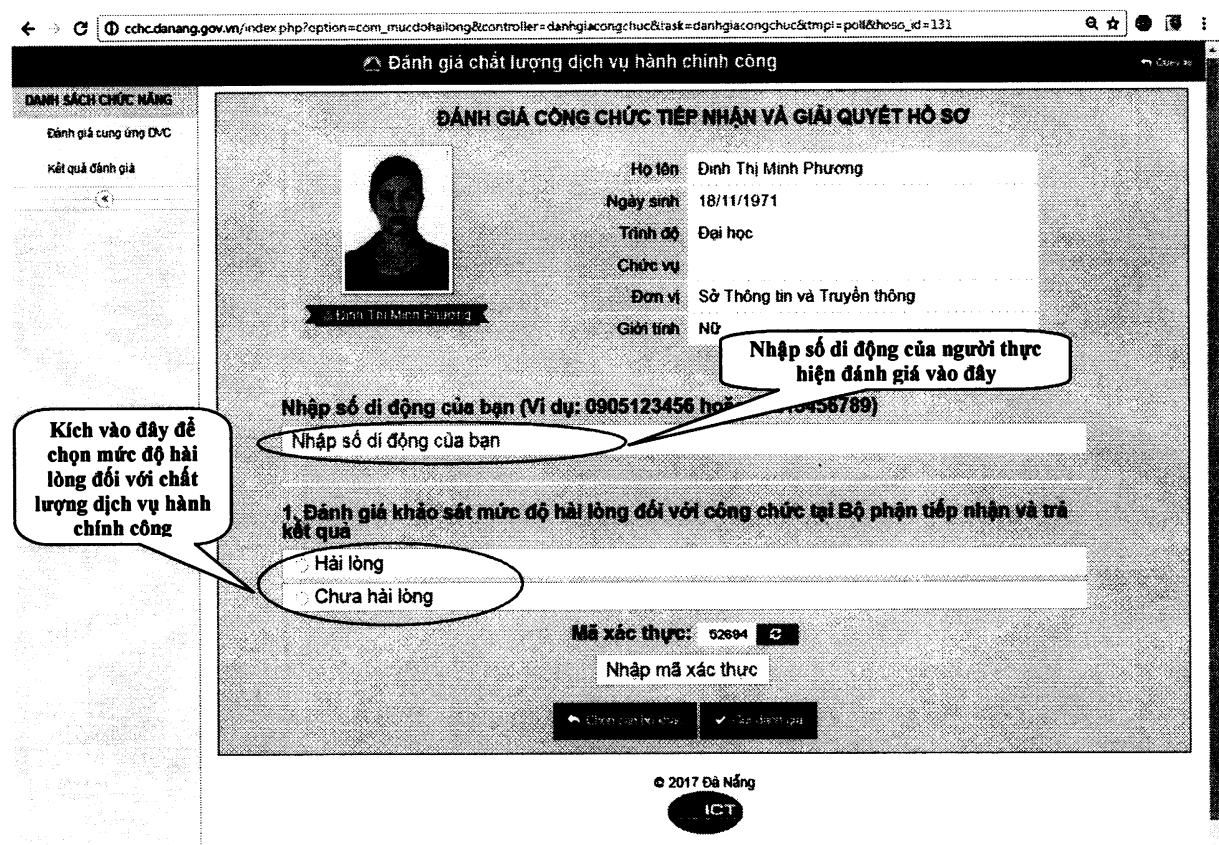 cchc.danang.gov.vn/index.php?option=com_mucdohailong&controller=danhgiacongchuc&task=danhgiacongchuc&tmpl=poll&hoso_id=131
Đánh giá chất lượng dịch vụ hành chính công
DANH SÁCH CHỨC NĂNG
Đánh giá cung ứng DVC
Kết quả đánh giá
ĐÁNH GIÁ CÔNG CHỨC TIẾP NHẬN VÀ GIẢI QUYẾT HỒ SƠ
Đinh Thị Minh Phương
Họ tên Đinh Thị Minh Phương
Ngày sinh 18/11/1971
Trình độ Đại học
Chức vụ
Đơn vị Sở Thông tin và Truyền thông
Giới tính Nữ
Nhập số di động của người thực
hiện đánh giá vào đây
Nhập số di động của bạn (Ví dụ: 0905123456
Nhập số di động của bạn
Kích vào đây để
chọn mức độ hài
lòng đối với chất
lượng dịch vụ hành
chính công
1. Đánh giá khảo sát mức độ hài lòng đối với công chức tại Bộ phận tiếp nhận và trả
kết quả
Hài lòng
Chưa hài lòng
Mã xác thực: 52694
Nhập mã xác thực
© 2017 Đà Nẵng
ICT